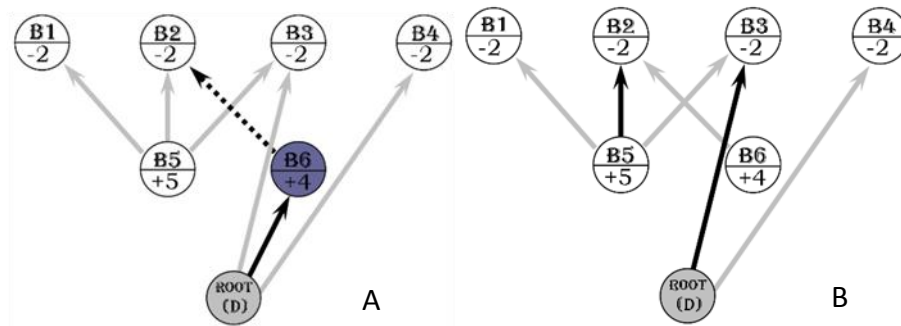 B1 B2 B3 B4
-2 -2 -2 -2
B5 B6
+5 +4
ROOT
(D)
A
B1 B2 B3 B4
-2 -2 -2 -2
B5 B6
+5 +4
ROOT
(D)
B